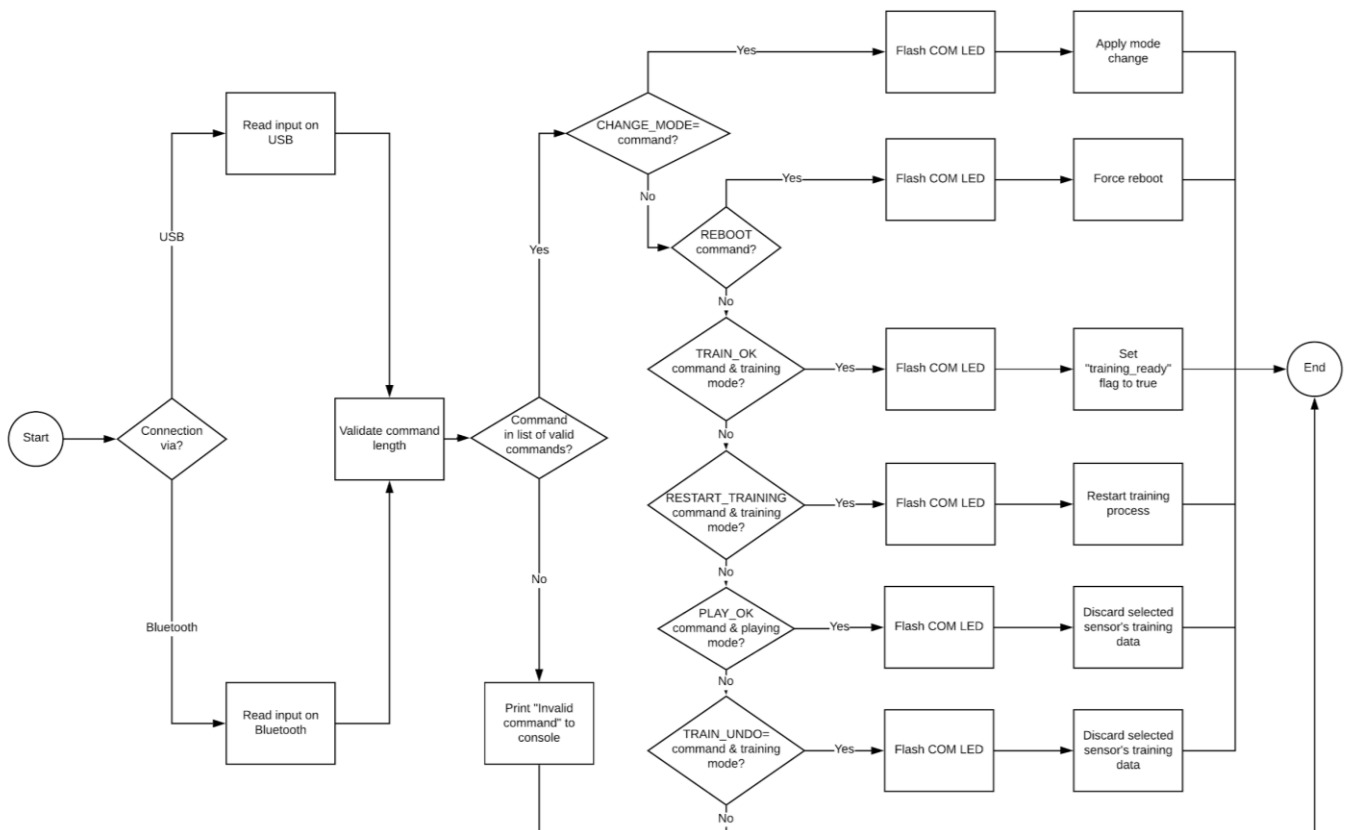 Start
Connection
via?
USB
Read input on
USB
Bluetooth
Read input on
Bluetooth
Validate command
length
Command
in list of valid
commands?
Yes
No
Print "Invalid
command" to
console
CHANGE_MODE=
command?
Yes
Flash COM LED
Apply mode
change
No
REBOOT
command?
Yes
Flash COM LED
Force reboot
No
TRAIN_OK
command & training
mode?
Yes
Flash COM LED
Set
"training_ready"
flag to true
No
RESTART_TRAINING
command & training
mode?
Yes
Flash COM LED
Restart training
process
No
PLAY_OK
command & playing
mode?
Yes
Flash COM LED
Discard selected
sensor's training
data
No
TRAIN_UNDO=
command & training
mode?
Yes
Flash COM LED
Discard selected
sensor's training
data
No
End